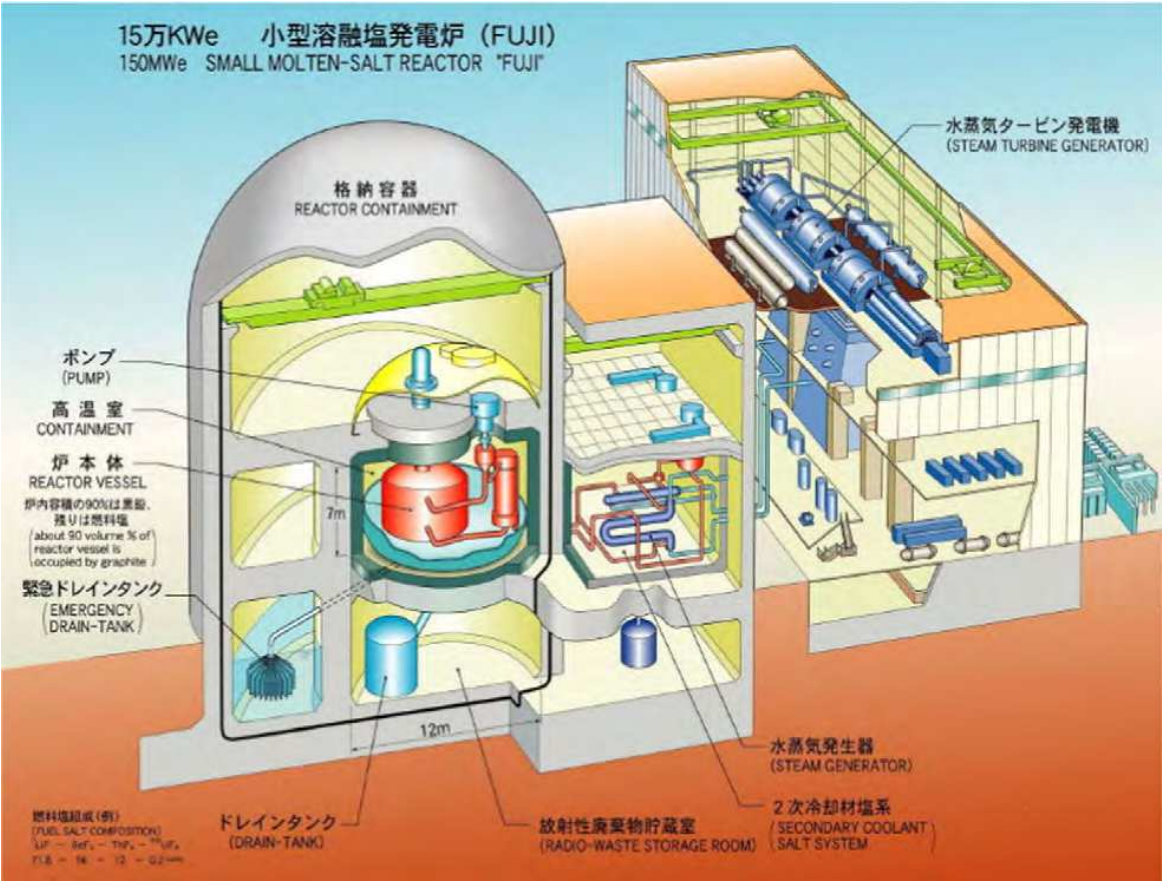 15万KWe 小型溶融塩発電炉（FUJI）
150MWe SMALL MOLTEN-SALT REACTOR "FUJI"
水蒸気タービン発電機
(STEAM TURBINE GENERATOR)
格納容器
REACTOR CONTAINMENT
ポンプ
(PUMP)
高温室
CONTAINMENT
炉本体
REACTOR VESSEL
炉内容積の90%は黒鉛、
残りは燃料塩
(about 90 volume % of
reactor vessel is
occupied by graphite)
7m
緊急ドレインタンク
(EMERGENCY
DRAIN-TANK)
12m
水蒸気発生器
(STEAM GENERATOR)
2次冷却材塩系
(SECONDARY COOLANT
SALT SYSTEM)
ドレインタンク
(DRAIN-TANK)
放射性廃棄物貯蔵室
(RADIO-WASTE STORAGE ROOM)
燃料塩組成(例)
(FUEL SALT COMPOSITION)